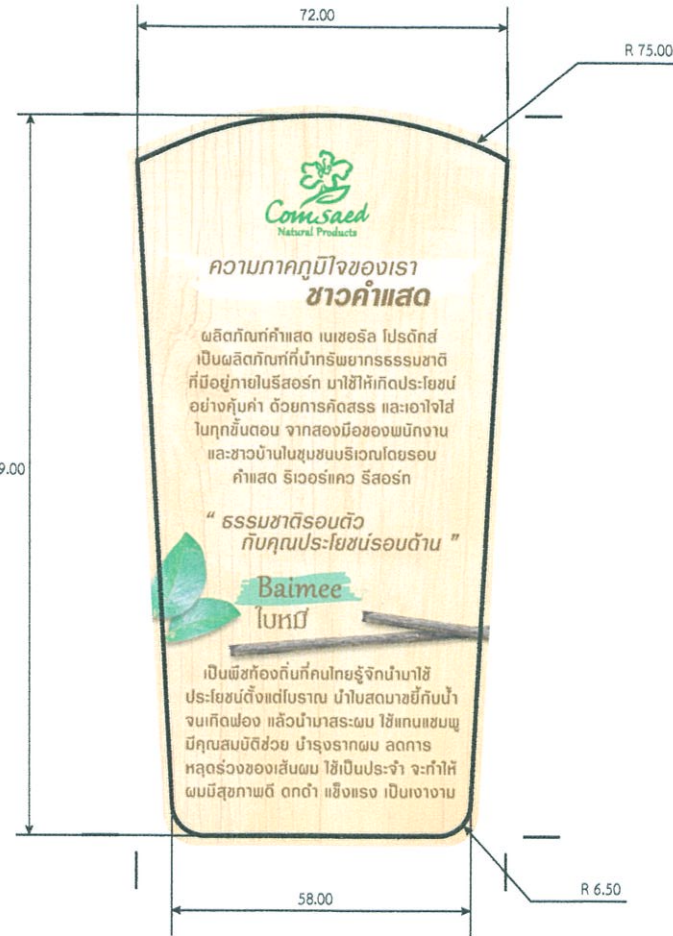 72.00
R 75.00
Comsaed
Natural Products
ความภาคภูมิใจของเรา
ชาวคำแสด
ผลิตภัณฑ์คำแสด เนเชอรัล โปรดักส์
เป็นผลิตภัณฑ์ที่นำทรัพยากรธรรมชาติ
ที่มีอยู่ภายในรีสอร์ท มาใช้ให้เกิดประโยชน์
อย่างคุ้มค่า ด้วยการคัดสรร และเอาใจใส่
ในทุกขั้นตอน จากสองมือของพนักงาน
และชาวบ้านในชุมชนบริเวณโดยรอบ
9.00
คำแสด ริเวอร์แคว รีสอร์ท
“ ธรรมชาติรอบตัว
กับคุณประโยชน์รอบด้าน ”
Baimee
ใบหมี่
เป็นพืชท้องถิ่นที่คนไทยรู้จักนำมาใช้
ประโยชน์ตั้งแต่โบราณ นำใบสดมาขยี้กับน้ำ
จนเกิดฟอง แล้วนำมาสระผม ใช้แทนแชมพู
มีคุณสมบัติช่วย บำรุงรากผม ลดการ
หลุดร่วงของเส้นผม ใช้เป็นประจำ จะทำให้
ผมมีสุขภาพดี ดกดำ แข็งแรง เป็นเงางาม
R 6.50
58.00